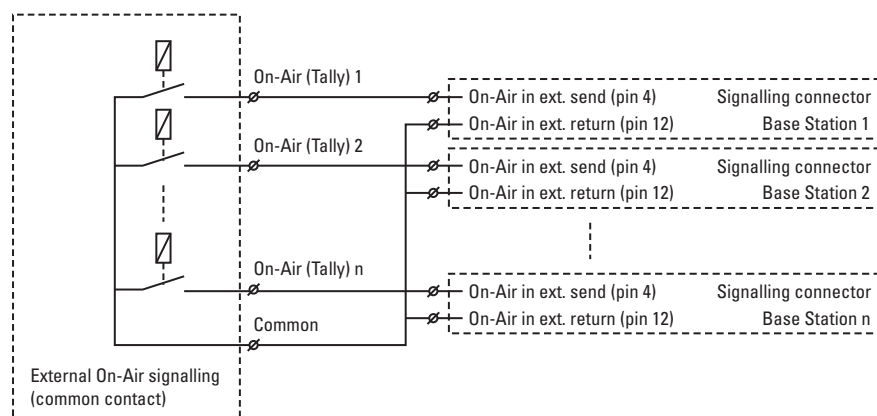 On-Air (Tally) 1
On-Air in ext. send (pin 4) Signalling connector
On-Air in ext. return (pin 12) Base Station 1
On-Air (Tally) 2
On-Air in ext. send (pin 4) Signalling connector
On-Air in ext. return (pin 12) Base Station 2
On-Air (Tally) n
On-Air in ext. send (pin 4) Signalling connector
On-Air in ext. return (pin 12) Base Station n
Common
External On-Air signalling
(common contact)